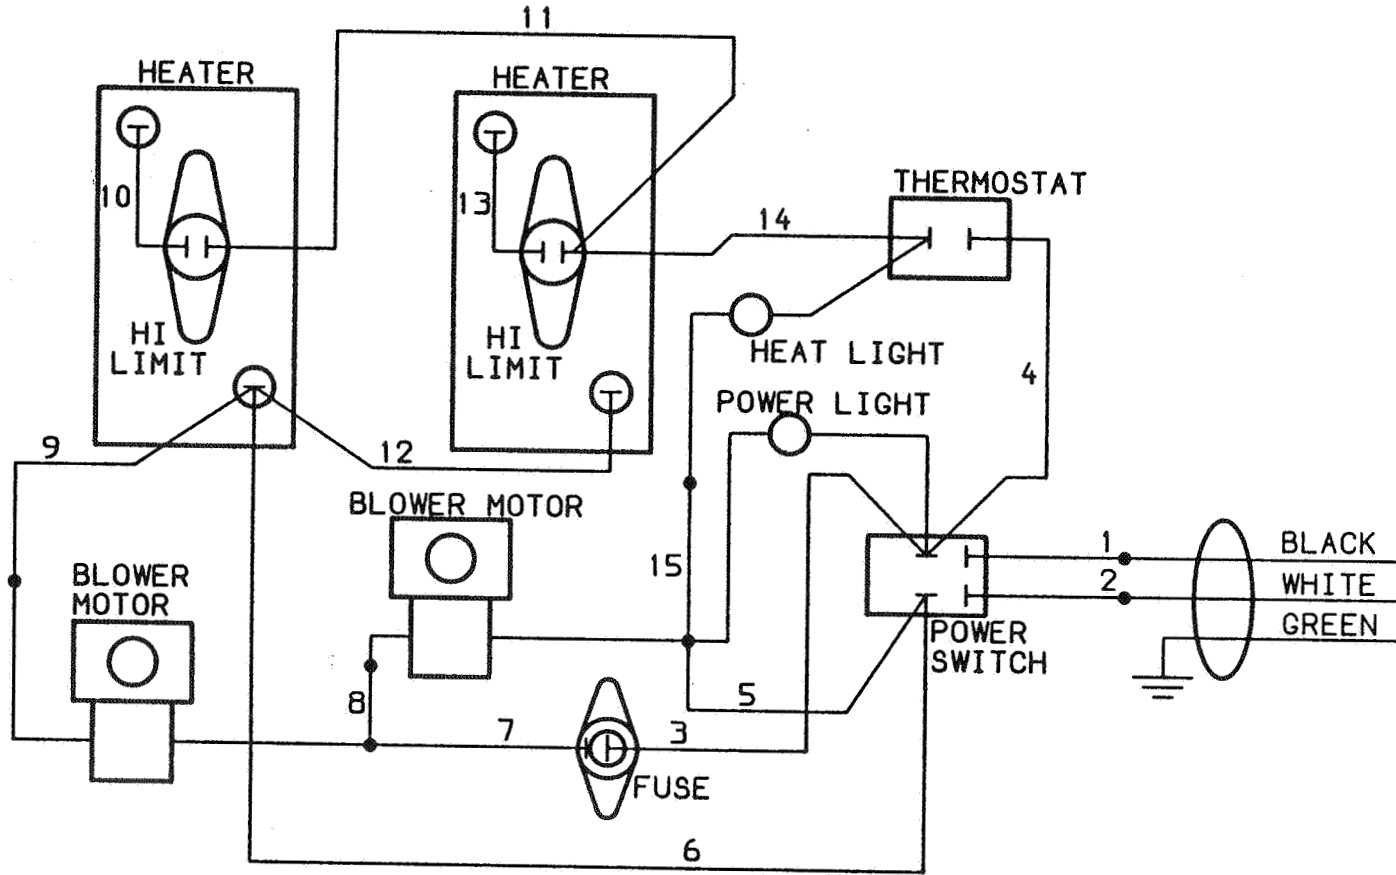 11
HEATER
HEATER
10
13
14
THERMOSTAT
HI
LIMIT
HI
LIMIT
HEAT LIGHT
4
POWER LIGHT
9
12
BLOWER MOTOR
15
1
BLACK
2
WHITE
GREEN
BLOWER
MOTOR
POWER
SWITCH
8
5
7
3
FUSE
6